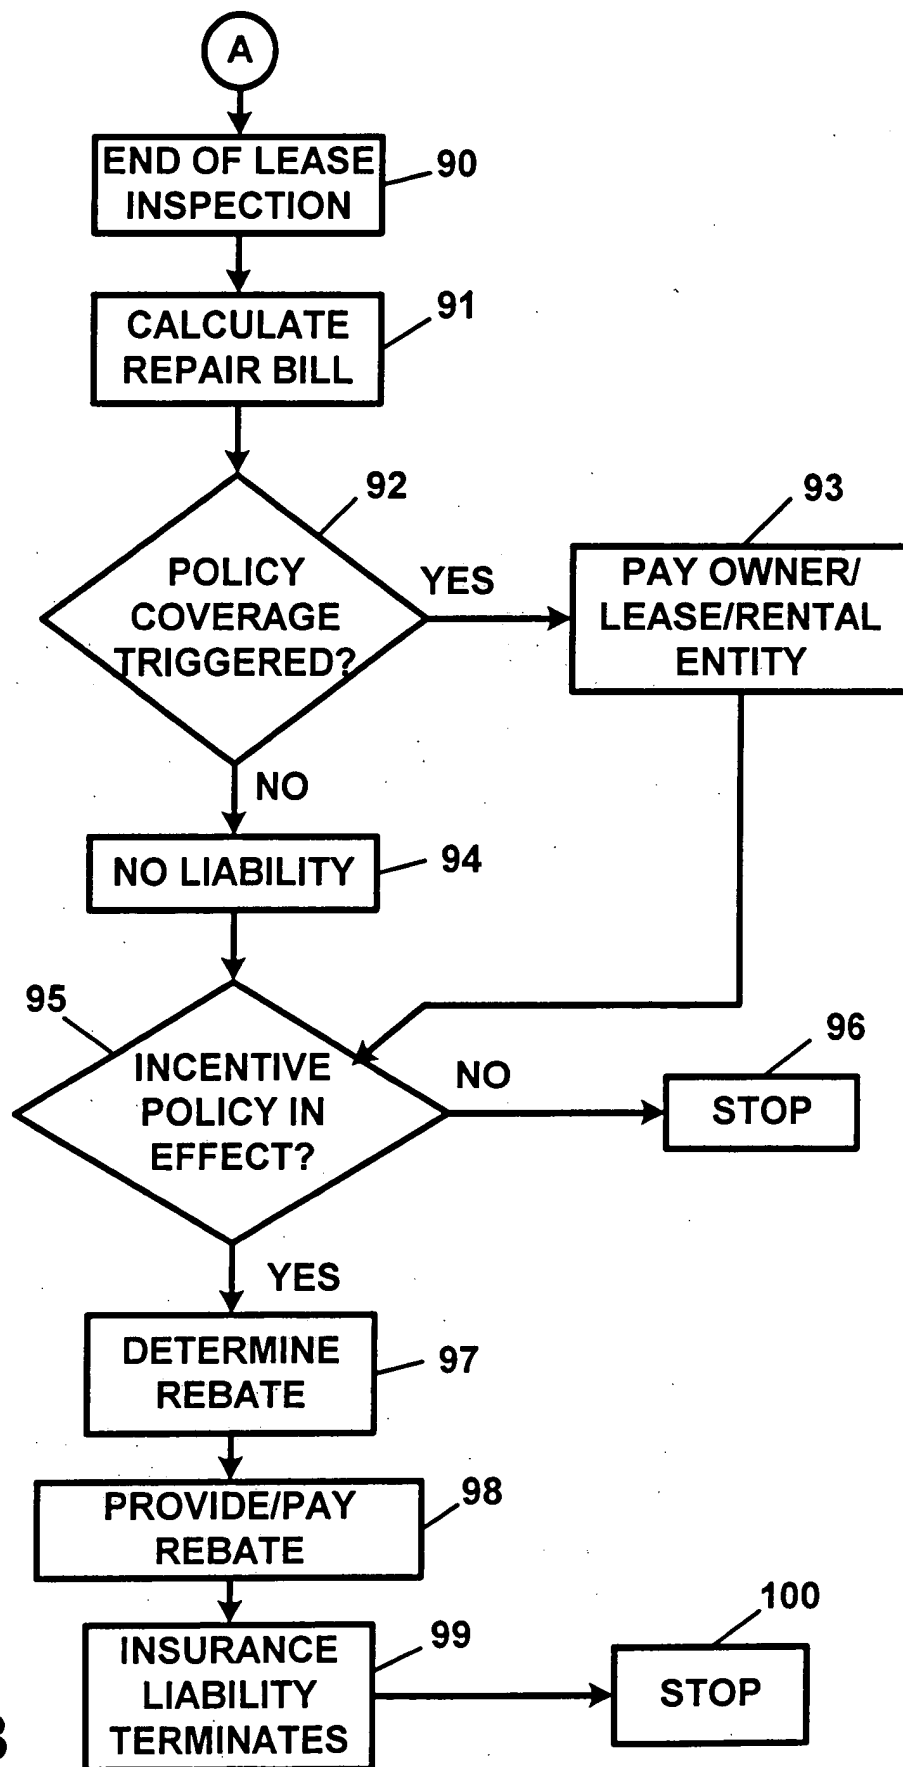 A
END OF LEASE
INSPECTION
90
CALCULATE
REPAIR BILL
91
92
POLICY
COVERAGE
TRIGGERED?
YES
93
PAY OWNER/
LEASE/RENTAL
ENTITY
NO
NO LIABILITY
94
95
INCENTIVE
POLICY IN
EFFECT?
NO
96
STOP
YES
DETERMINE
REBATE
97
PROVIDE/PAY
REBATE
98
INSURANCE
LIABILITY
TERMINATES
99
100
STOP